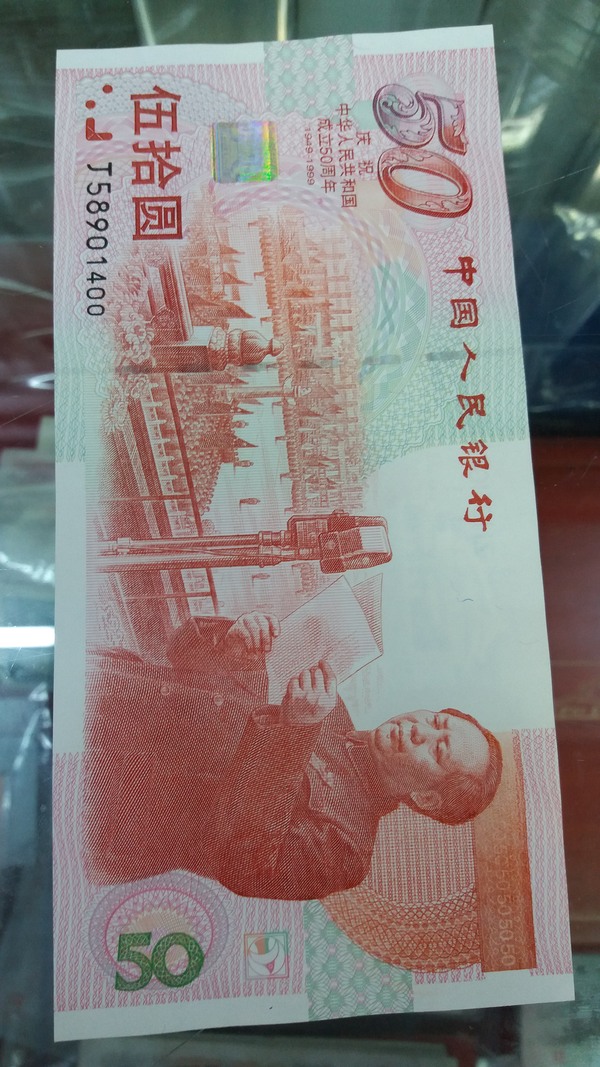 50
庆祝
中华人民共和国
成立50周年
1949-1999
伍拾圆
J58901400
中国人民银行
50